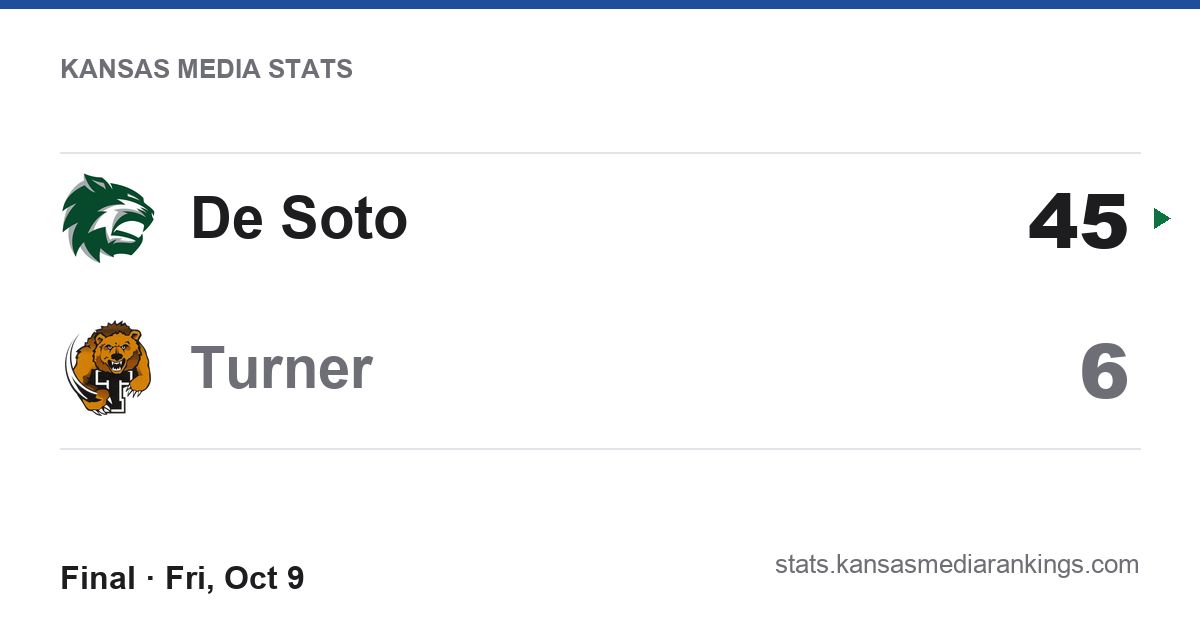 KANSAS MEDIA STATS
De Soto 45
T
Turner 6
Final · Fri, Oct 9
stats.kansasmediarankings.com